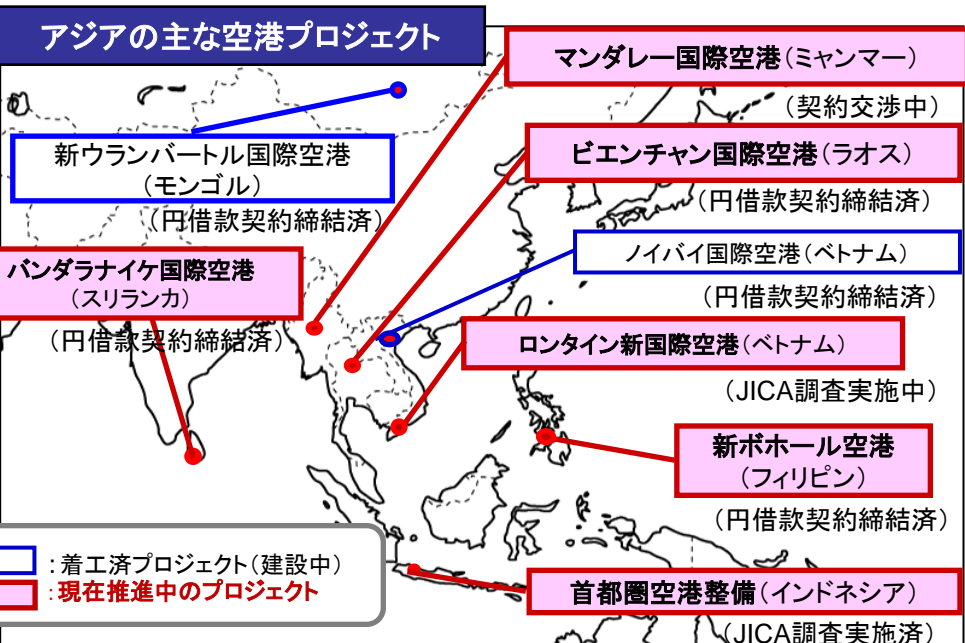 アジアの主な空港プロジェクト
マンダレー国際空港（ミャンマー）
（契約交渉中）
新ウランバートル国際空港
（モンゴル）
（円借款契約締結済）
ビエンチャン国際空港（ラオス）
（円借款契約締結済）
ノイバイ国際空港（ベトナム）
（円借款契約締結済）
バンダラナイケ国際空港
（スリランカ）
（円借款契約締結済）
ロンタイン新国際空港（ベトナム）
（JICA調査実施中）
新ボホール空港
（フィリピン）
（円借款契約締結済）
：着工済プロジェクト（建設中）
：現在推進中のプロジェクト
首都圏空港整備（インドネシア）
（JICA調査実施済）